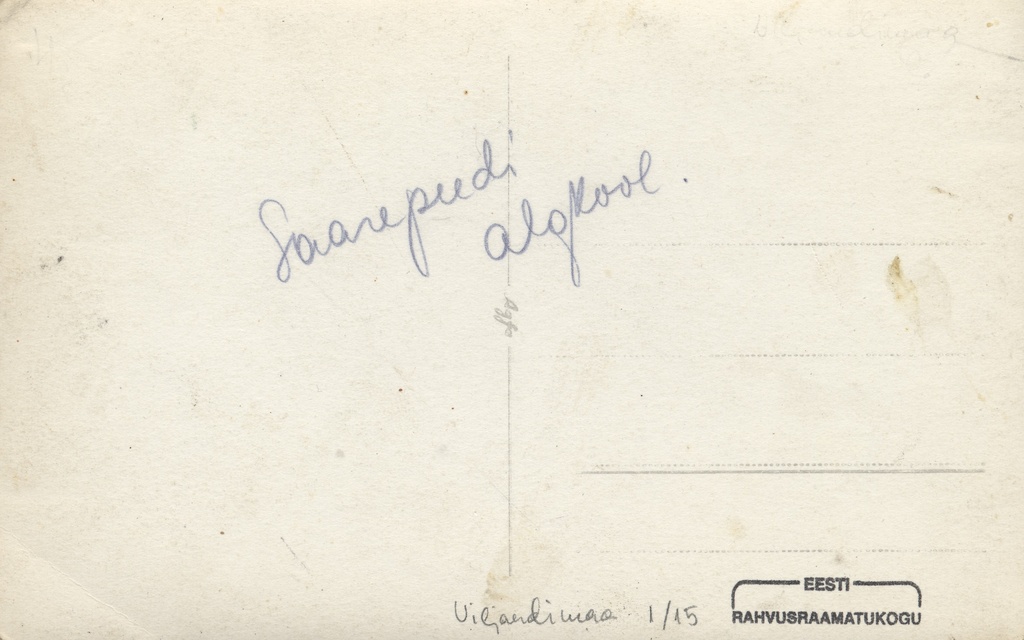 Saarepeedi
algkool.
Agfa
Viljandimaa 1/15
EESTI
RAHVUSRAAMATUKOGU